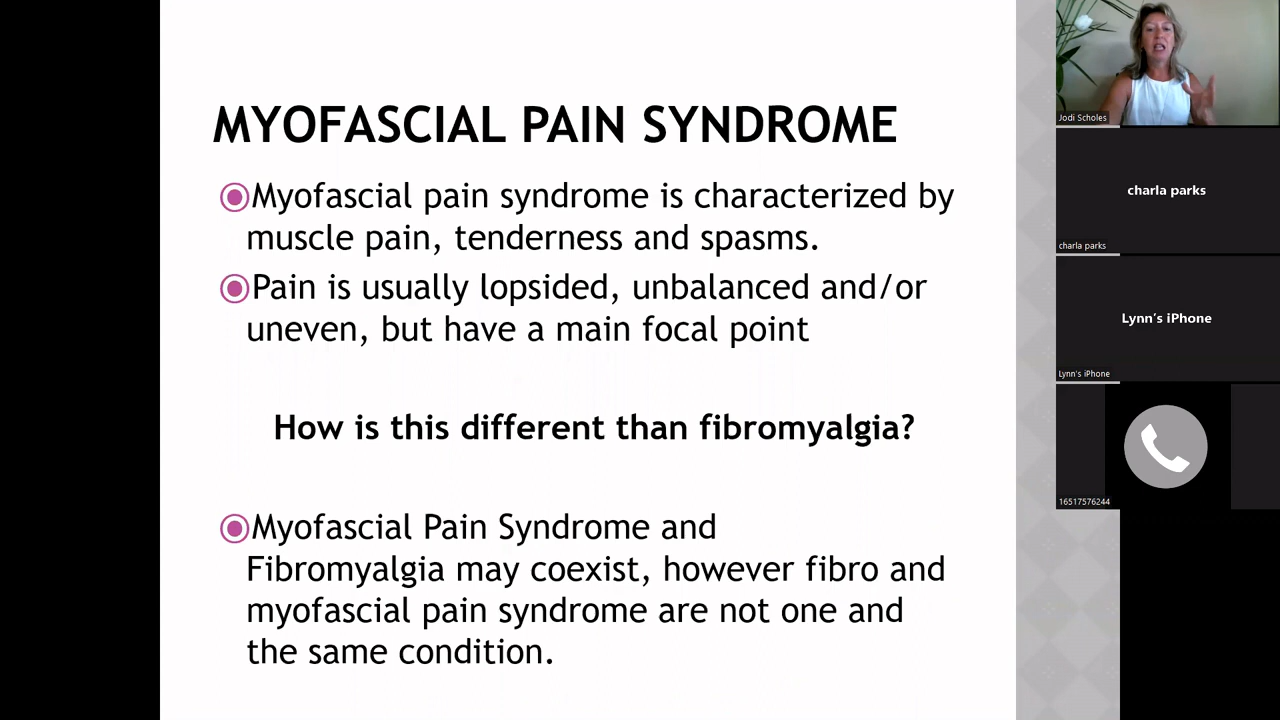 MYOFASCIAL PAIN SYNDROME
Myofascial pain syndrome is characterized by
muscle pain, tenderness and spasms.
Pain is usually lopsided, unbalanced and/or
uneven, but have a main focal point
How is this different than fibromyalgia?
Myofascial Pain Syndrome and
Fibromyalgia may coexist, however fibro and
myofascial pain syndrome are not one and
the same condition.
Jodi Scholes
charla parks
charla parks
Lynn's iPhone
Lynn's iPhone
16517576244